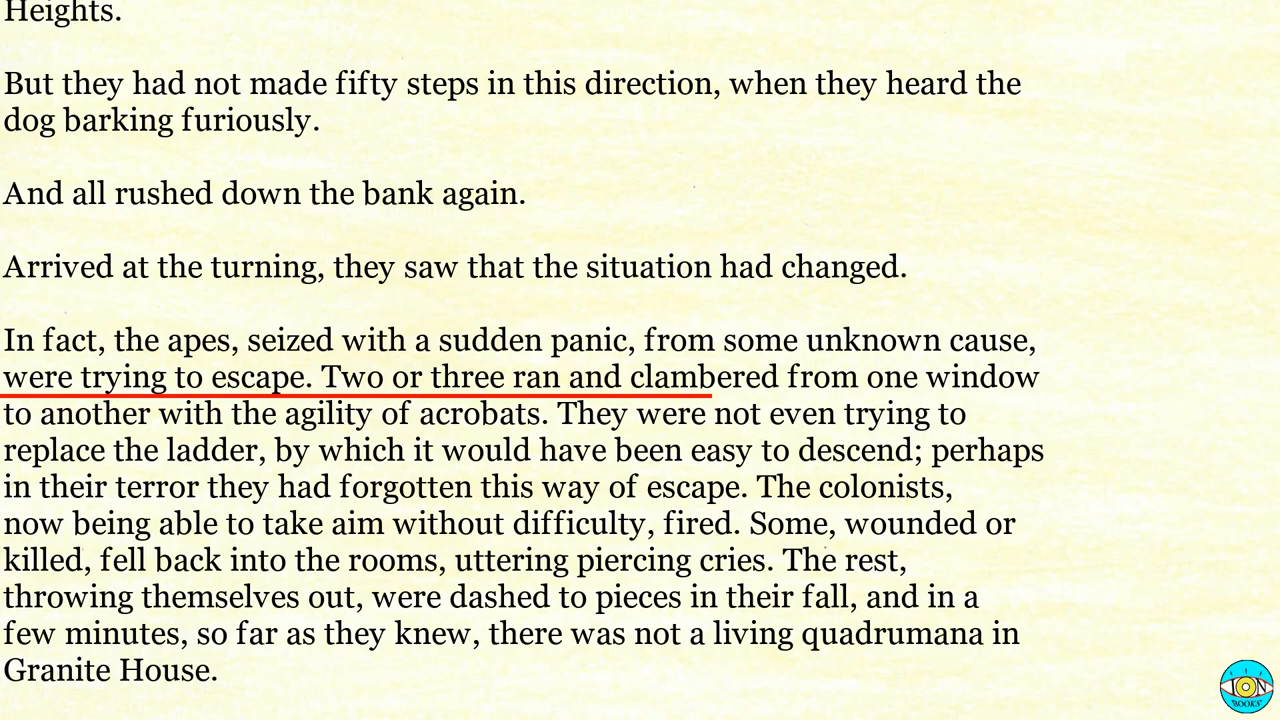 Heights.
But they had not made fifty steps in this direction, when they heard the
dog barking furiously.
And all rushed down the bank again.
Arrived at the turning, they saw that the situation had changed.
In fact, the apes, seized with a sudden panic, from some unknown cause,
were trying to escape. Two or three ran and clambered from one window
to another with the agility of acrobats. They were not even trying to
replace the ladder, by which it would have been easy to descend; perhaps
in their terror they had forgotten this way of escape. The colonists,
now being able to take aim without difficulty, fired. Some, wounded or
killed, fell back into the rooms, uttering piercing cries. The rest,
throwing themselves out, were dashed to pieces in their fall, and in a
few minutes, so far as they knew, there was not a living quadrumana in
Granite House.
ION
BOOKS